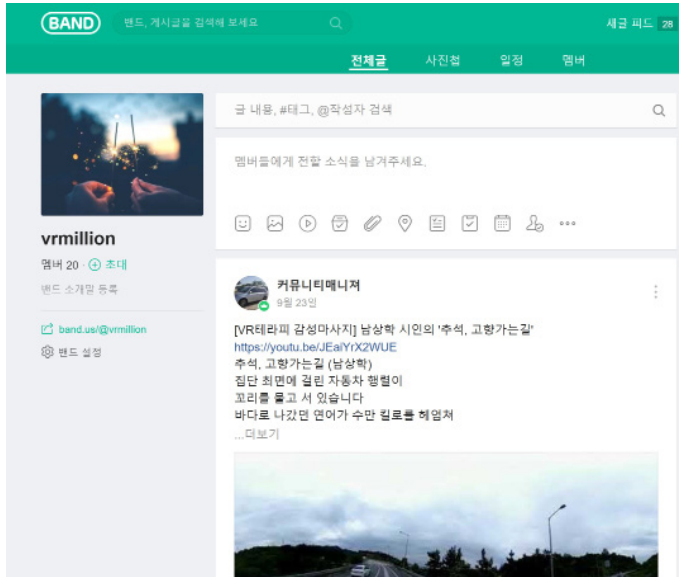 BAND
밴드, 게시글을 검색해 보세요
새글 피드 28
전체글 사진첩 일정 멤버
글 내용, #태그, @작성자 검색
멤버들에게 전할 소식을 남겨주세요.
vrmillion
멤버 20 · 초대
밴드 소개말 등록
band.us/@vrmillion
밴드 설정
커뮤니티매니져
9월 23일
[VR테라피 감성마사지] 남상학 시인의 '추석, 고향가는길'
https://youtu.be/JEaiYrX2WUE
추석, 고향가는길 (남상학)
집단 최면에 걸린 자동차 행렬이
꼬리를 물고 서 있습니다
바다로 나갔던 연어가 수만 킬로를 헤엄쳐
...더보기